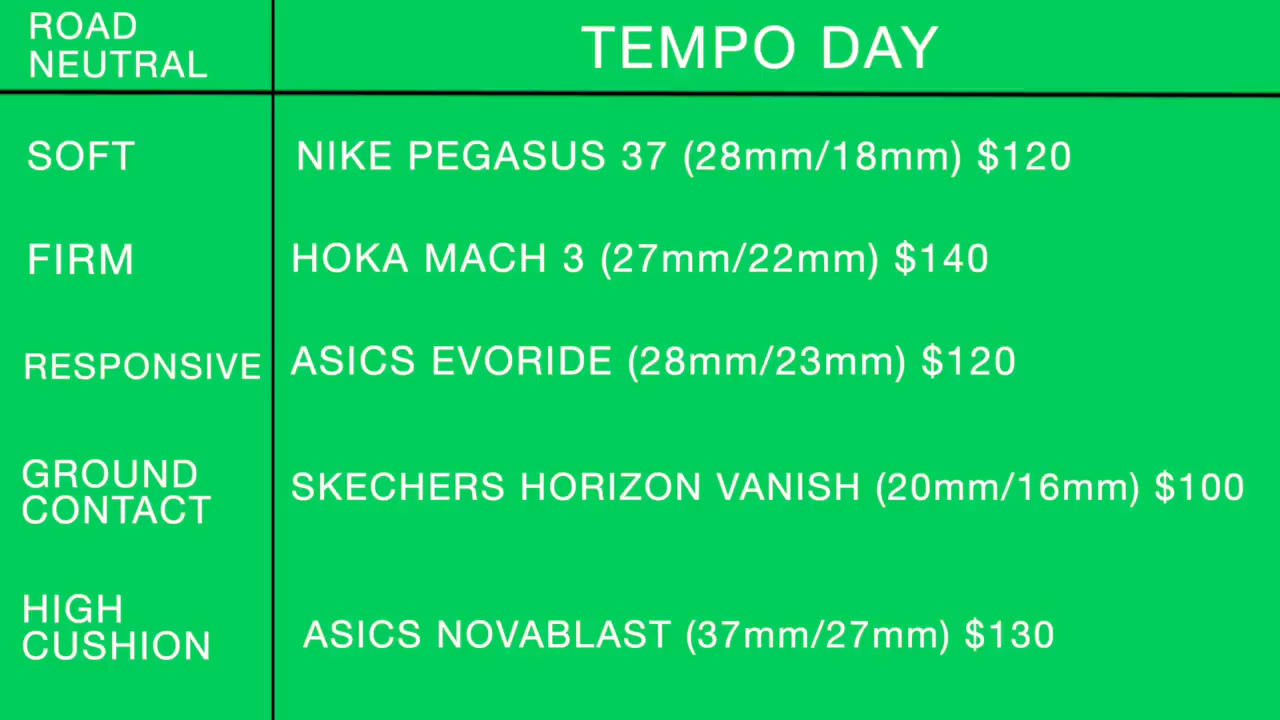 ROAD
NEUTRAL
TEMPO DAY
SOFT
NIKE PEGASUS 37 (28mm/18mm) $120
FIRM
HOKA MACH 3 (27mm/22mm) $140
RESPONSIVE
ASICS EVORIDE (28mm/23mm) $120
GROUND
CONTACT
SKECHERS HORIZON VANISH (20mm/16mm) $100
HIGH
CUSHION
ASICS NOVABLAST (37mm/27mm) $130